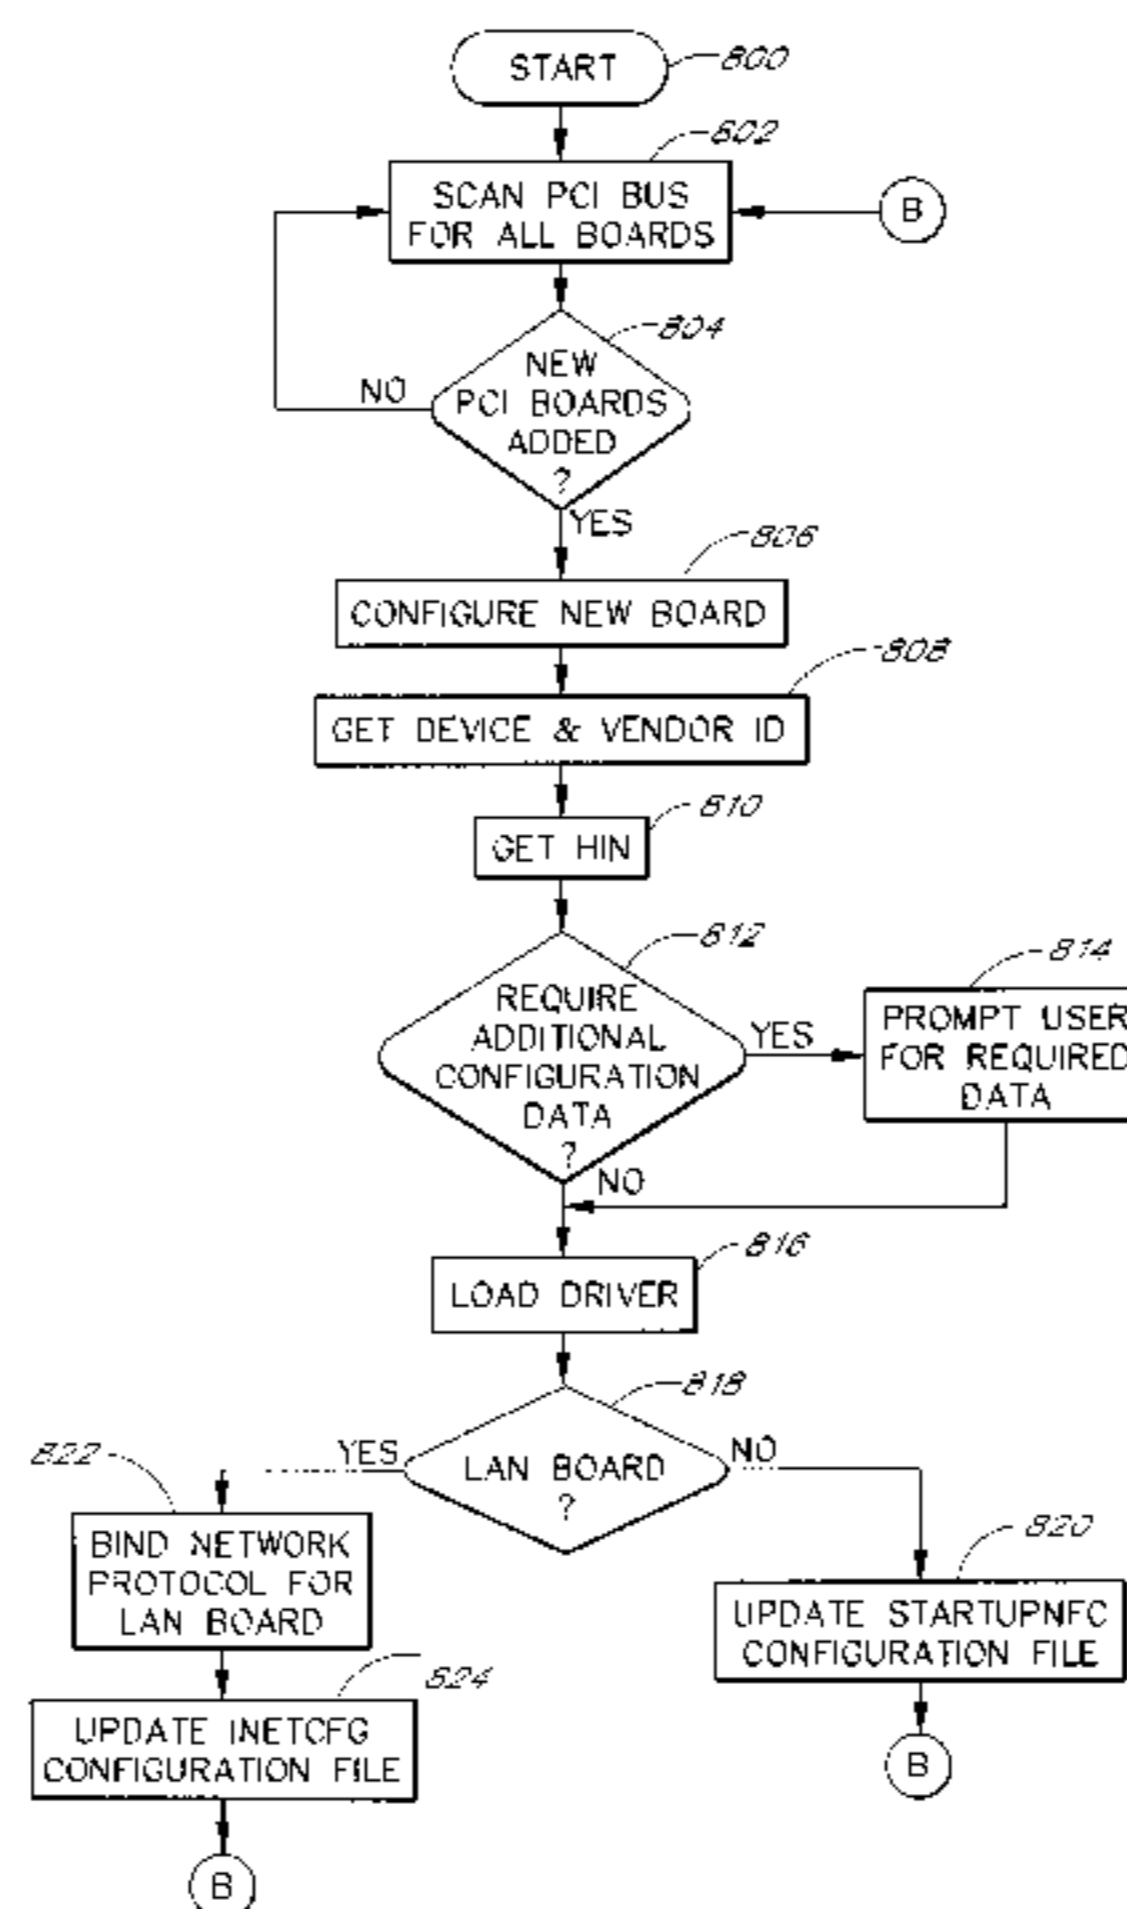 START
800
802
SCAN PCI BUS
FOR ALL BOARDS
B
804
NEW
PCI BOARDS
ADDED
?
NO
YES
806
CONFIGURE NEW BOARD
808
GET DEVICE & VENDOR ID
810
GET HIN
812
REQUIRE
ADDITIONAL
CONFIGURATION
DATA
?
YES
814
PROMPT USER
FOR REQUIRED
DATA
NO
816
LOAD DRIVER
818
LAN BOARD
?
YES
NO
822
BIND NETWORK
PROTOCOL FOR
LAN BOARD
820
UPDATE STARTUPNFC
CONFIGURATION FILE
824
UPDATE INETCFG
CONFIGURATION FILE
B
B